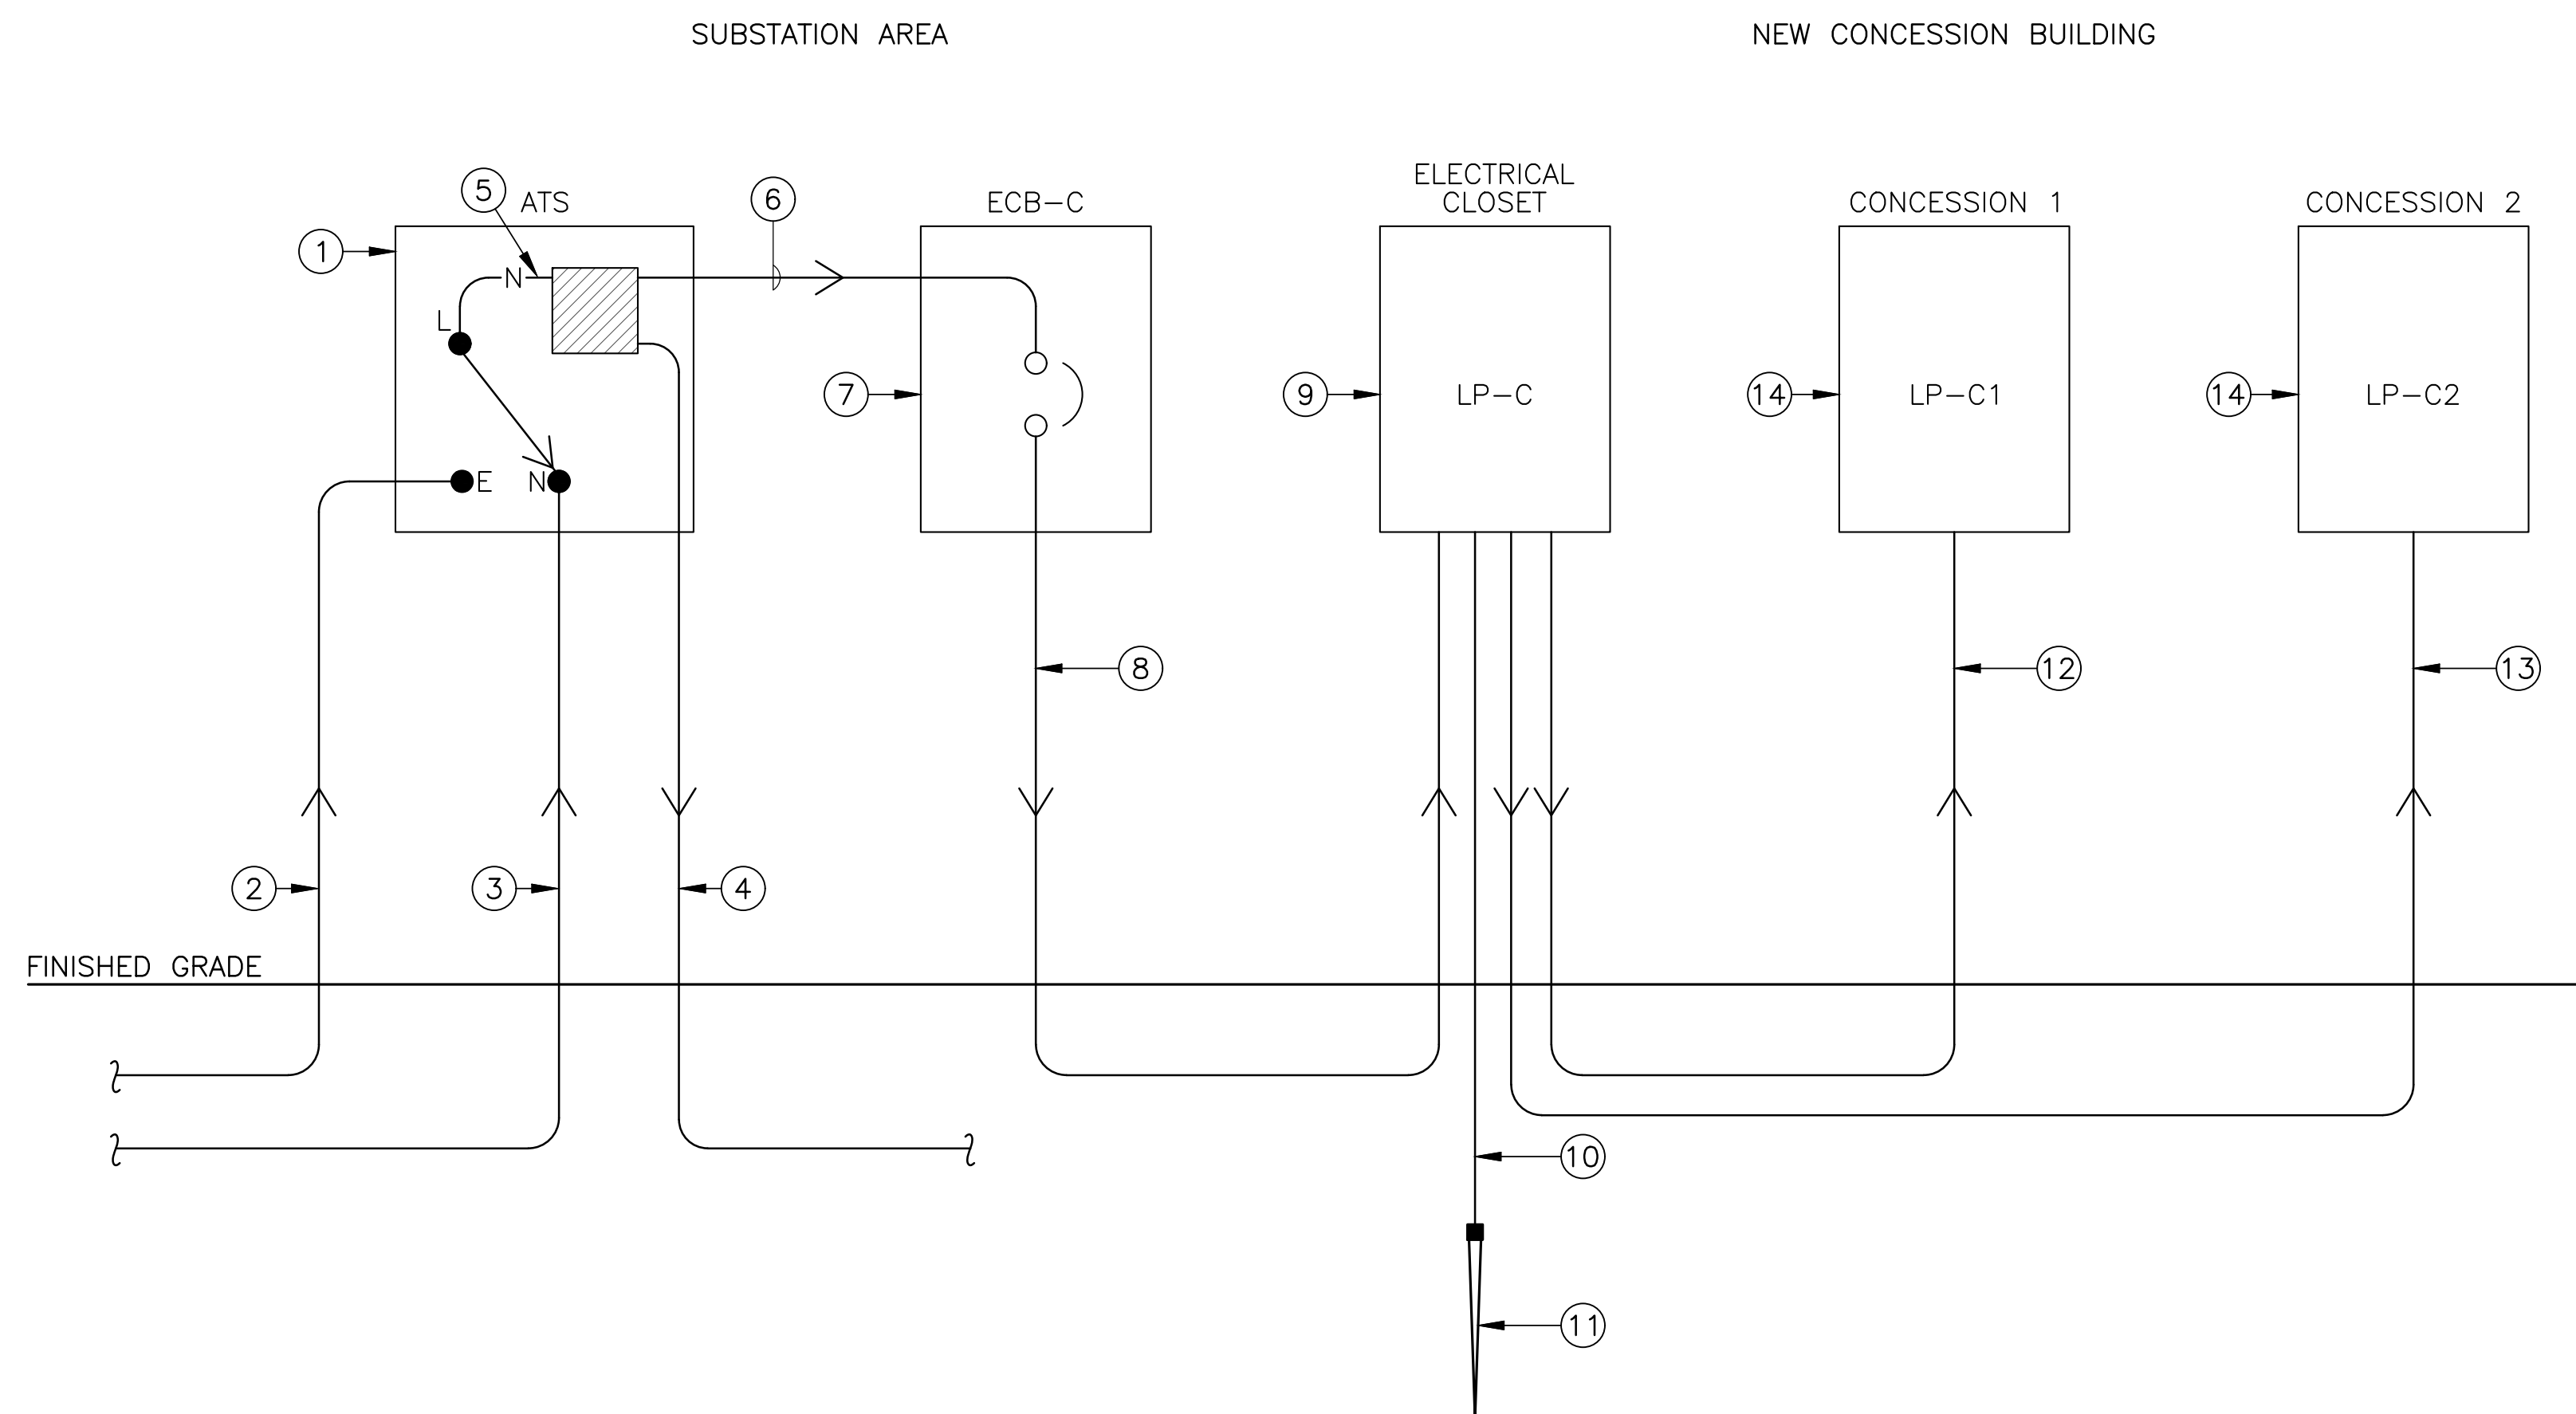 SUBSTATION AREA
NEW CONCESSION BUILDING
5
ATS
6
ECB-C
ELECTRICAL
CLOSET
CONCESSION 1
CONCESSION 2
1
N
L
7
9
LP-C
14
LP-C1
14
LP-C2
E
N
8
12
13
2
3
4
FINISHED GRADE
10
11